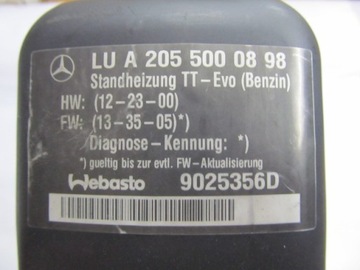 LU A 205 500 08 98
Standheizung TT-Evo (Benzin)
HW: (12-23-00)
FW: (13-35-05)*)
Diagnose-Kennung: *)
*) gueltig bis zur evtl. FW-Aktualisierung
Webasto 9025356D